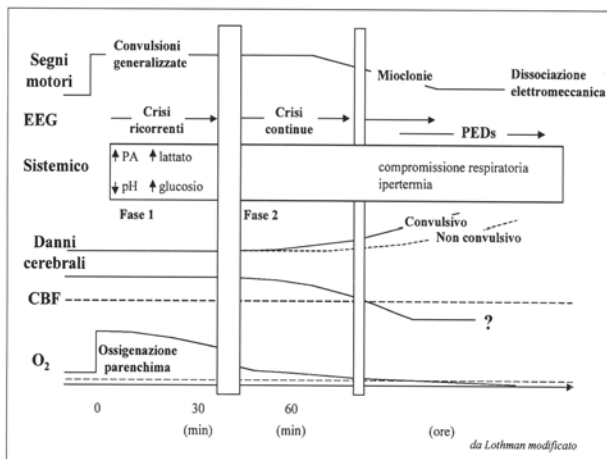 Segni
motori
Convulsioni
generalizzate
Mioclonie
Dissociazione
elettromeccanica
EEG
Crisi
ricorrenti
Crisi
continue
PEDs
Sistemico
PA
lattato
pH
glucosio
compromissione respiratoria
ipertermia
Fase 1
Fase 2
Danni
cerebrali
Convulsivo
Non convulsivo
CBF
?
O2
Ossigenazione
parenchima
0 30 60
(min) (min) (ore)
da Lothman modificato